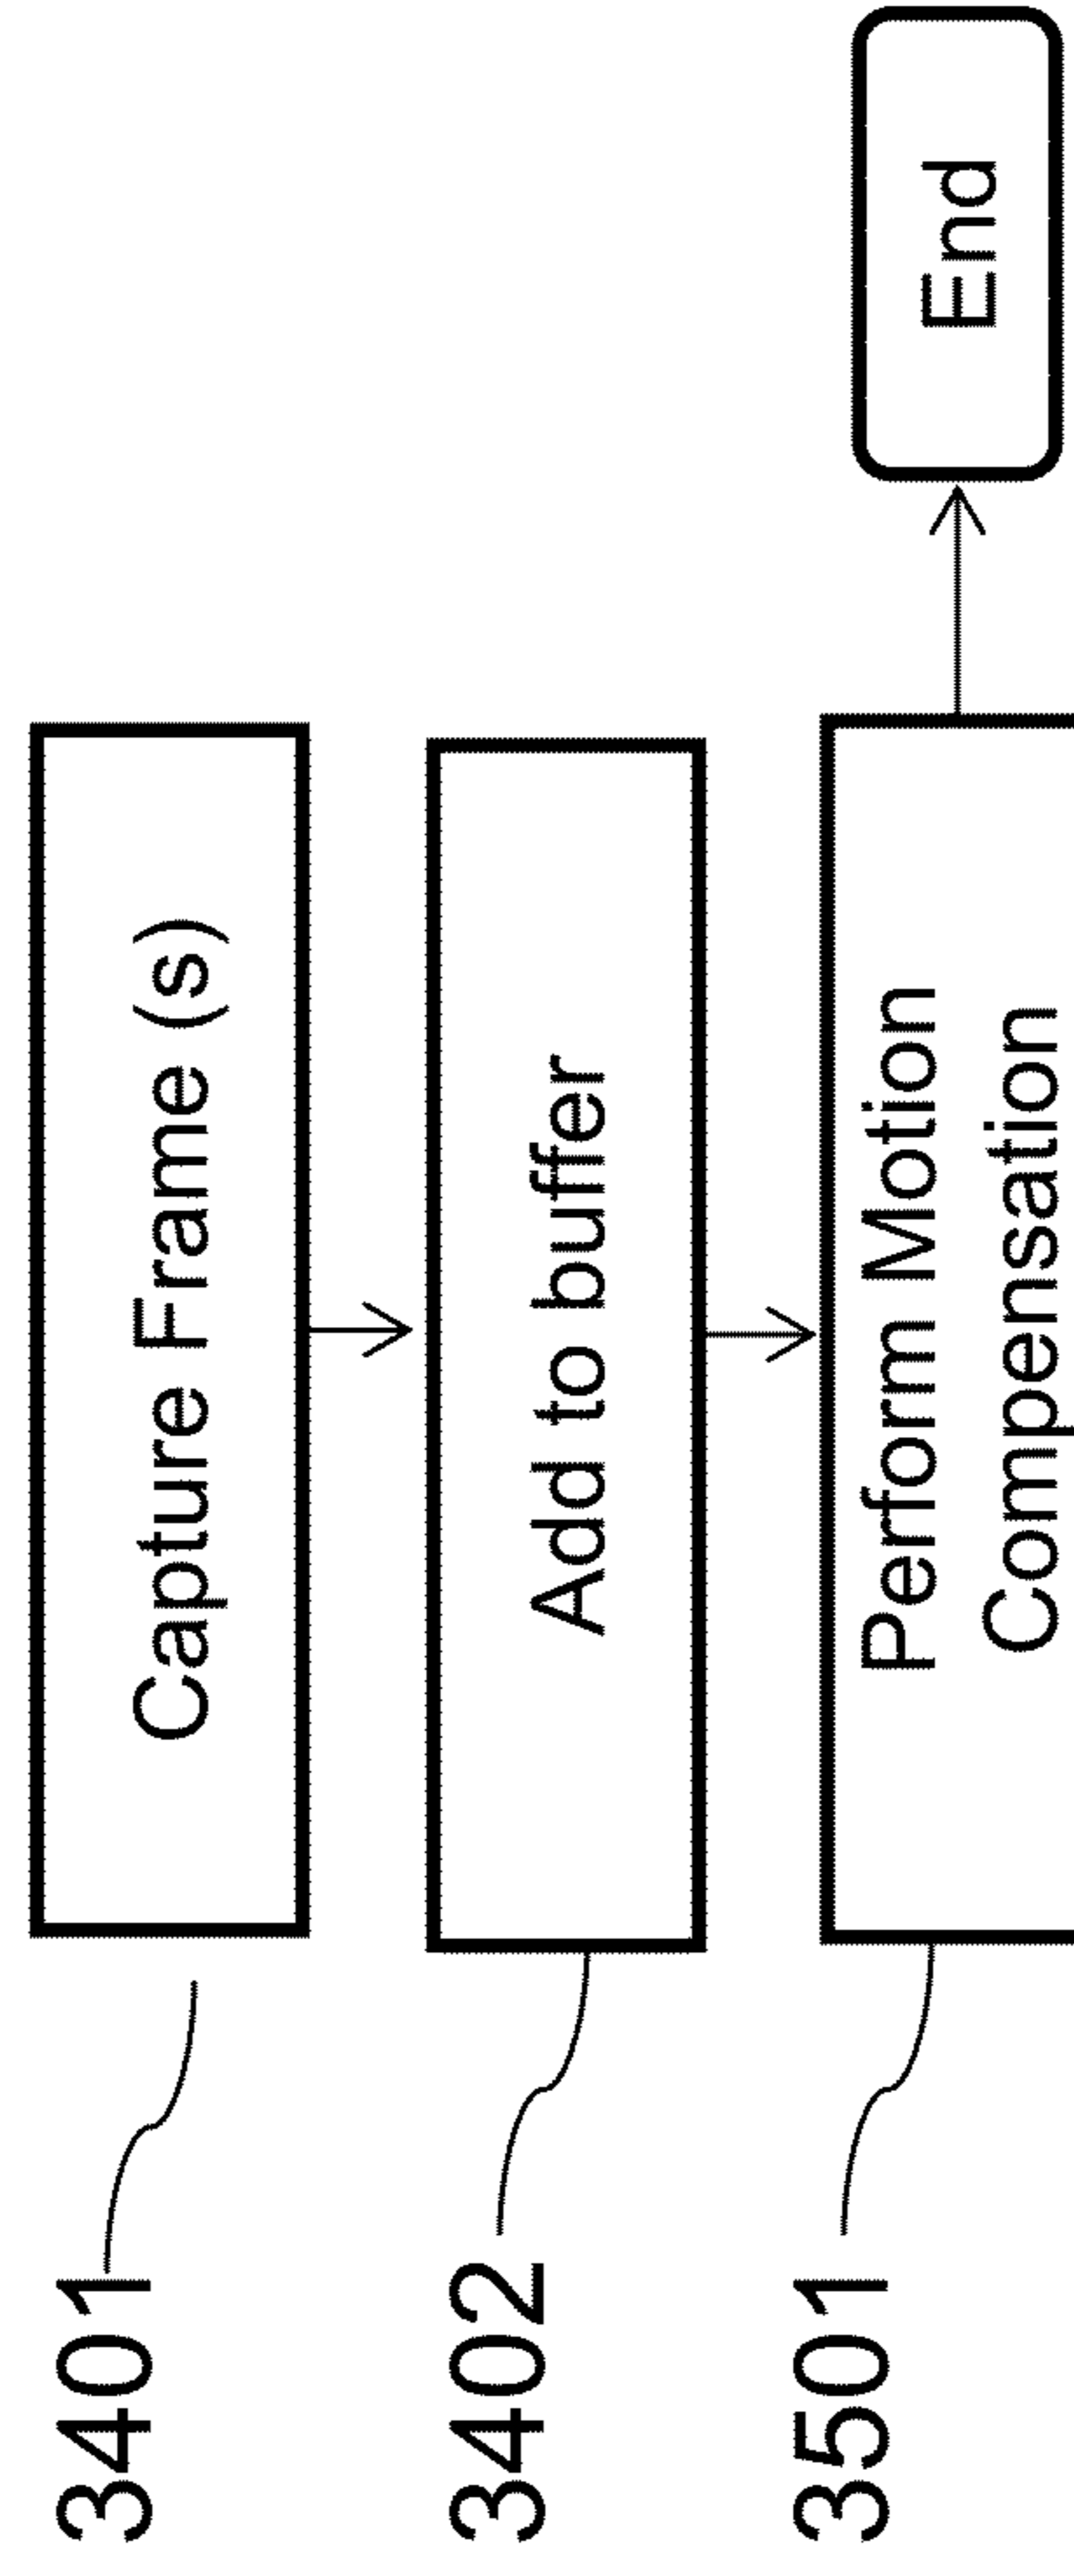 3401
Capture Frame (s)
3402
Add to buffer
3501
Perform Motion
Compensation
End